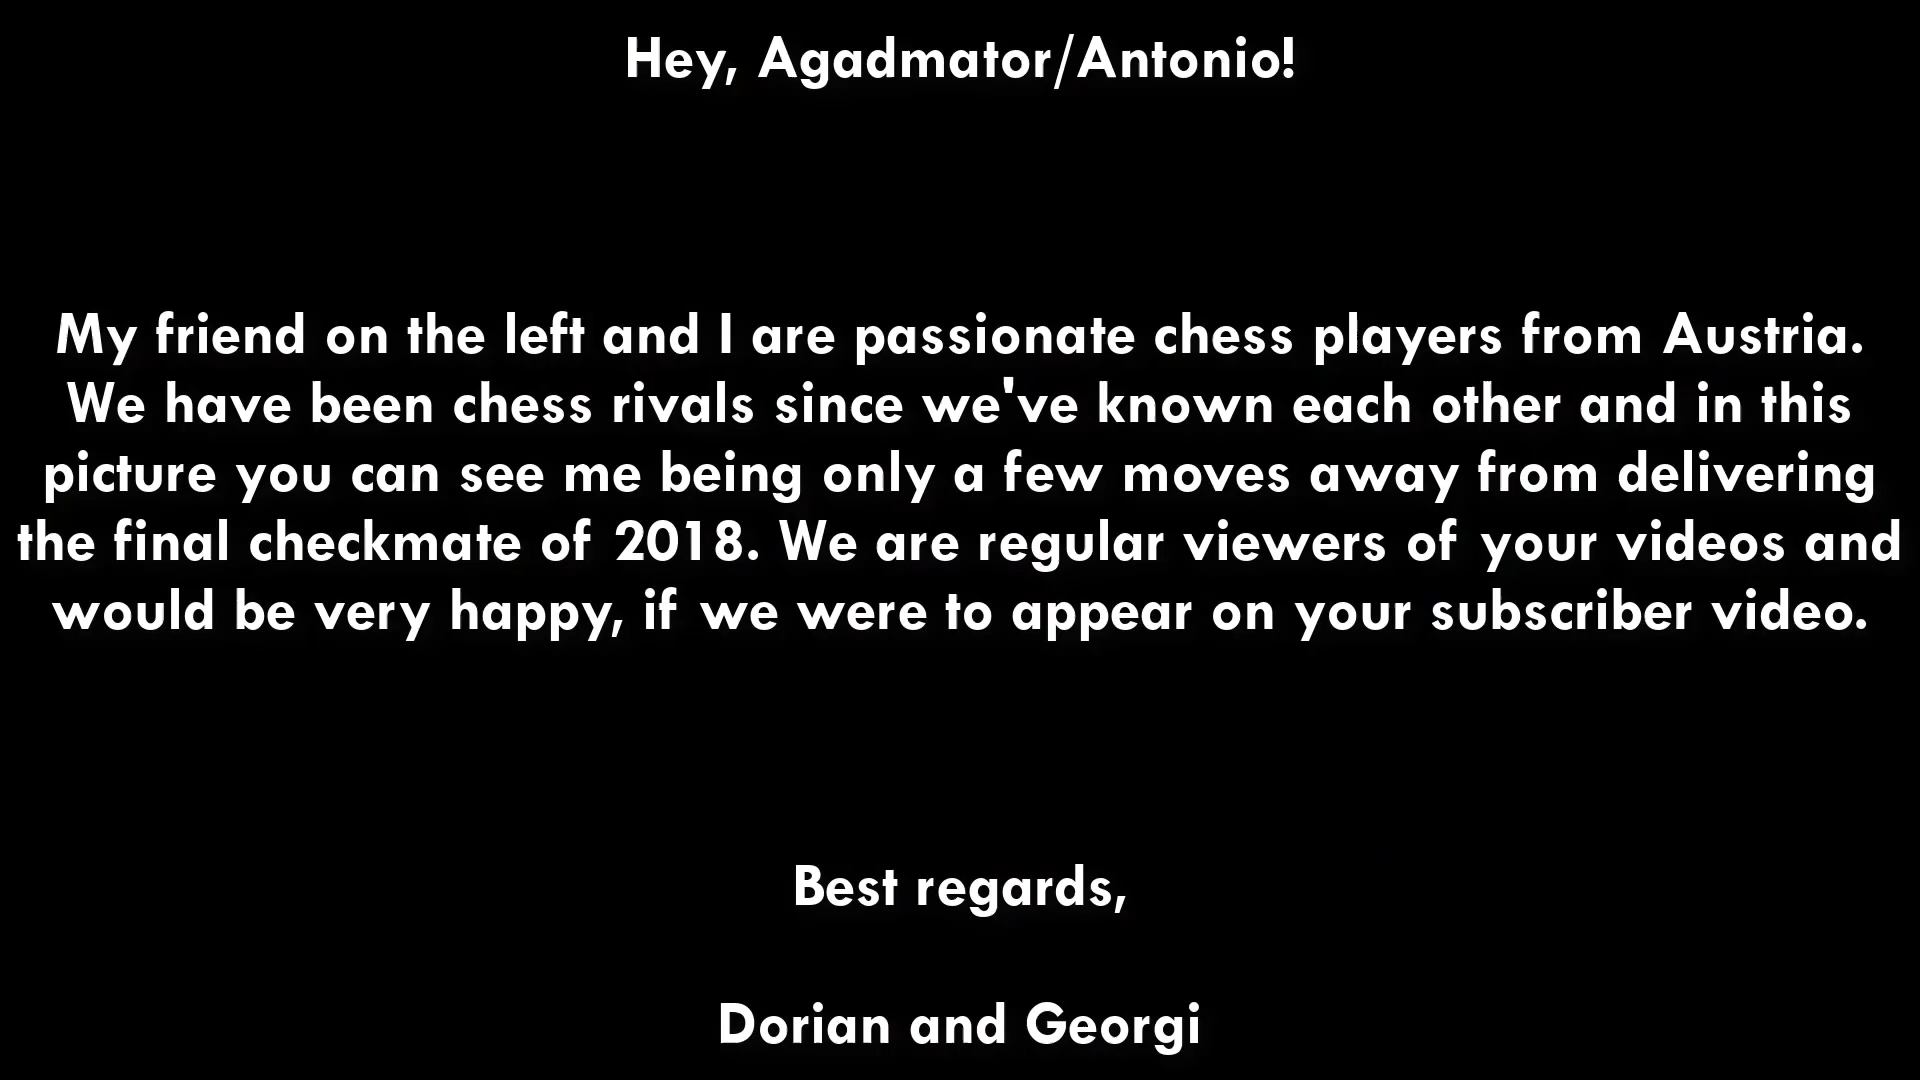 Hey, Agadmator/Antonio!
My friend on the left and I are passionate chess players from Austria.
We have been chess rivals since we've known each other and in this
picture you can see me being only a few moves away from delivering
the final checkmate of 2018. We are regular viewers of your videos and
would be very happy, if we were to appear on your subscriber video.
Best regards,
Dorian and Georgi